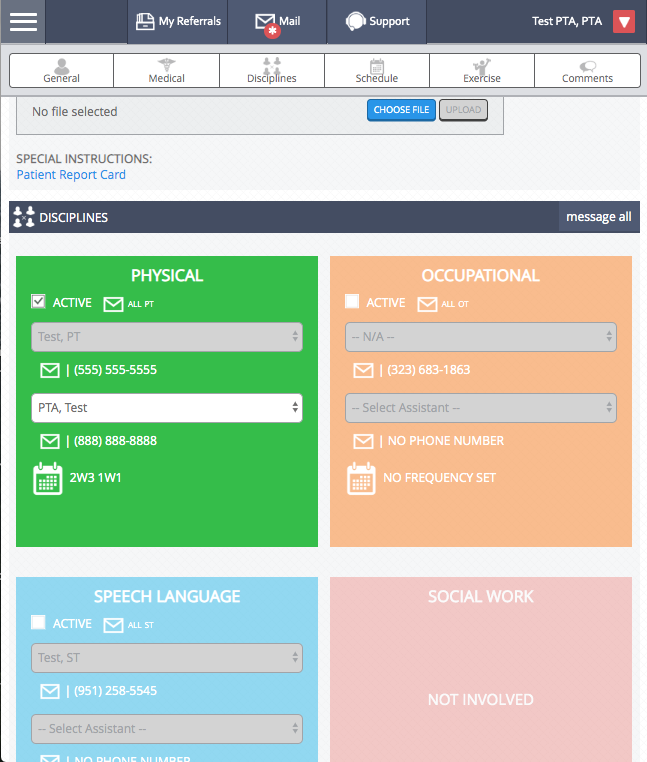 My Referrals
Mail
Support
Test PTA, PTA
General
Medical
Disciplines
Schedule
Exercise
Comments
No file selected
CHOOSE FILE
UPLOAD
SPECIAL INSTRUCTIONS:
Patient Report Card
DISCIPLINES
message all
PHYSICAL
ACTIVE
ALL PT
Test, PT
| (555) 555-5555
PTA, Test
| (888) 888-8888
2W3 1W1
OCCUPATIONAL
ACTIVE
ALL OT
-- N/A --
| (323) 683-1863
-- Select Assistant --
| NO PHONE NUMBER
NO FREQUENCY SET
SPEECH LANGUAGE
ACTIVE
ALL ST
Test, ST
| (951) 258-5545
-- Select Assistant --
| NO PHONE NUMBER
SOCIAL WORK
NOT INVOLVED